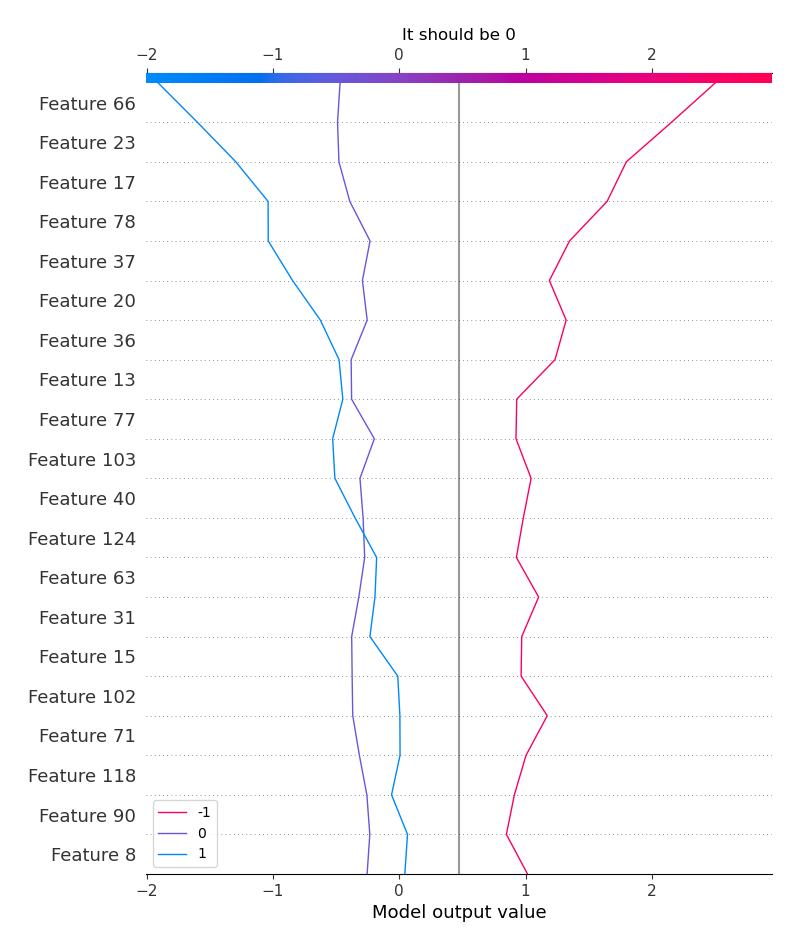 It should be 0
−2 −1 0 1 2
Feature 66
Feature 23
Feature 17
Feature 78
Feature 37
Feature 20
Feature 36
Feature 13
Feature 77
Feature 103
Feature 40
Feature 124
Feature 63
Feature 31
Feature 15
Feature 102
Feature 71
Feature 118
Feature 90
Feature 8
-1
0
1
−2 −1 0 1 2
Model output value